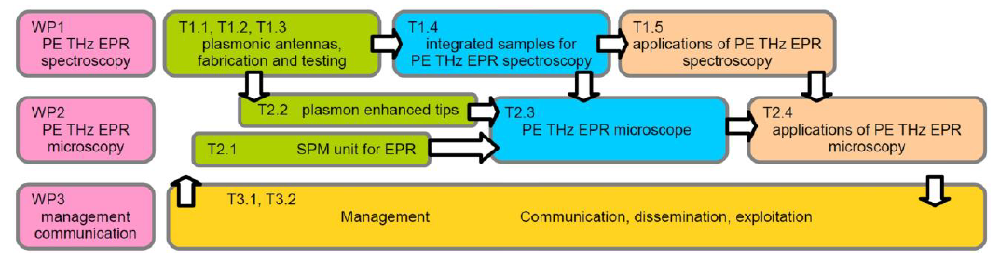 WP1
PE THz EPR
spectroscopy
T1.1, T1.2, T1.3
plasmonic antennas,
fabrication and testing
T1.4
integrated samples for
PE THz EPR spectroscopy
T1.5
applications of PE THz EPR
spectroscopy
WP2
PE THz EPR
microscopy
T2.2 plasmon enhanced tips
T2.1 SPM unit for EPR
T2.3
PE THz EPR microscope
T2.4
applications of PE THz EPR
microscopy
WP3
management
communication
T3.1, T3.2
Management Communication, dissemination, exploitation